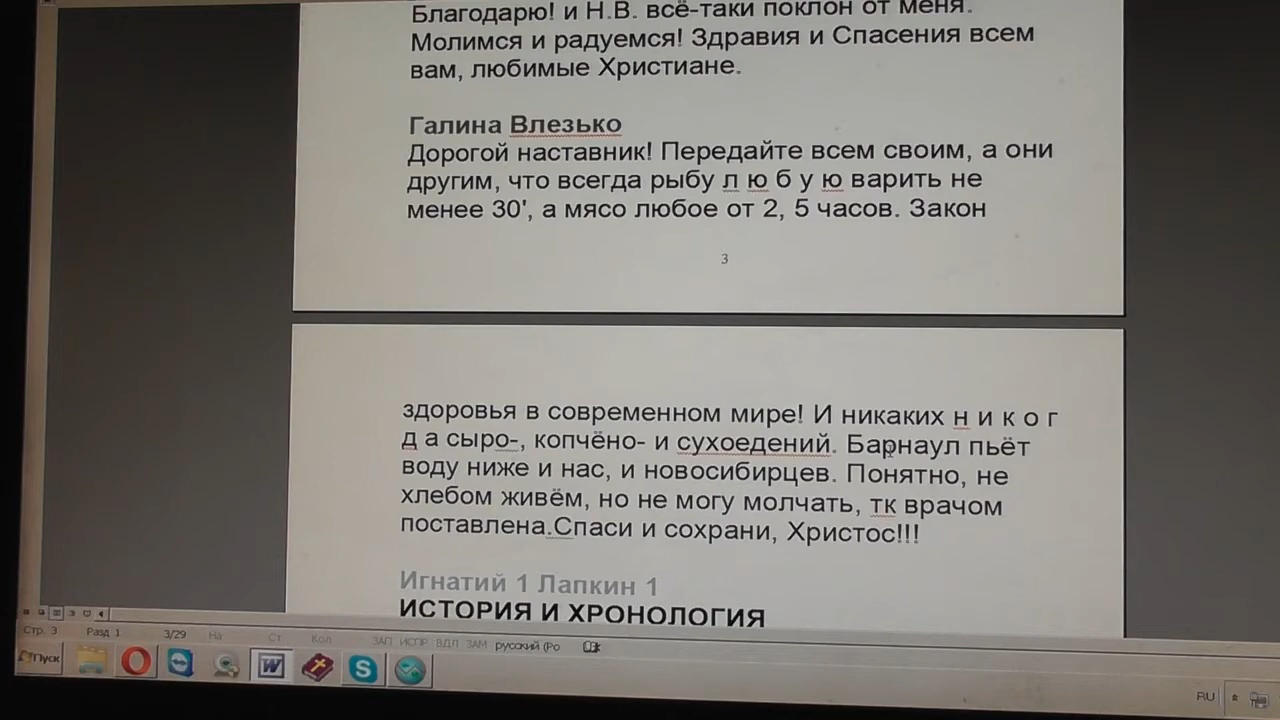 Благодарю! и Н.В. всё-таки поклон от меня.
Молимся и радуемся! Здравия и Спасения всем
вам, любимые Христиане.
Галина Влезько
Дорогой наставник! Передайте всем своим, а они
другим, что всегда рыбу л ю б у ю варить не
менее 30', а мясо любое от 2, 5 часов. Закон
3
здоровья в современном мире! И никаких н и к о г
д а сыро-, копчёно- и сухоедений. Барнаул пьёт
воду ниже и нас, и новосибирцев. Понятно, не
хлебом живём, но не могу молчать, тк врачом
поставлена.Спаси и сохрани, Христос!!!
Игнатий 1 Лапкин 1
ИСТОРИЯ И ХРОНОЛОГИЯ
Стр. 3 Разд 1 3/29 На Ст Кол ЗАП ИСПР ВДЛ ЗАМ русский (Ро
Пуск
RU